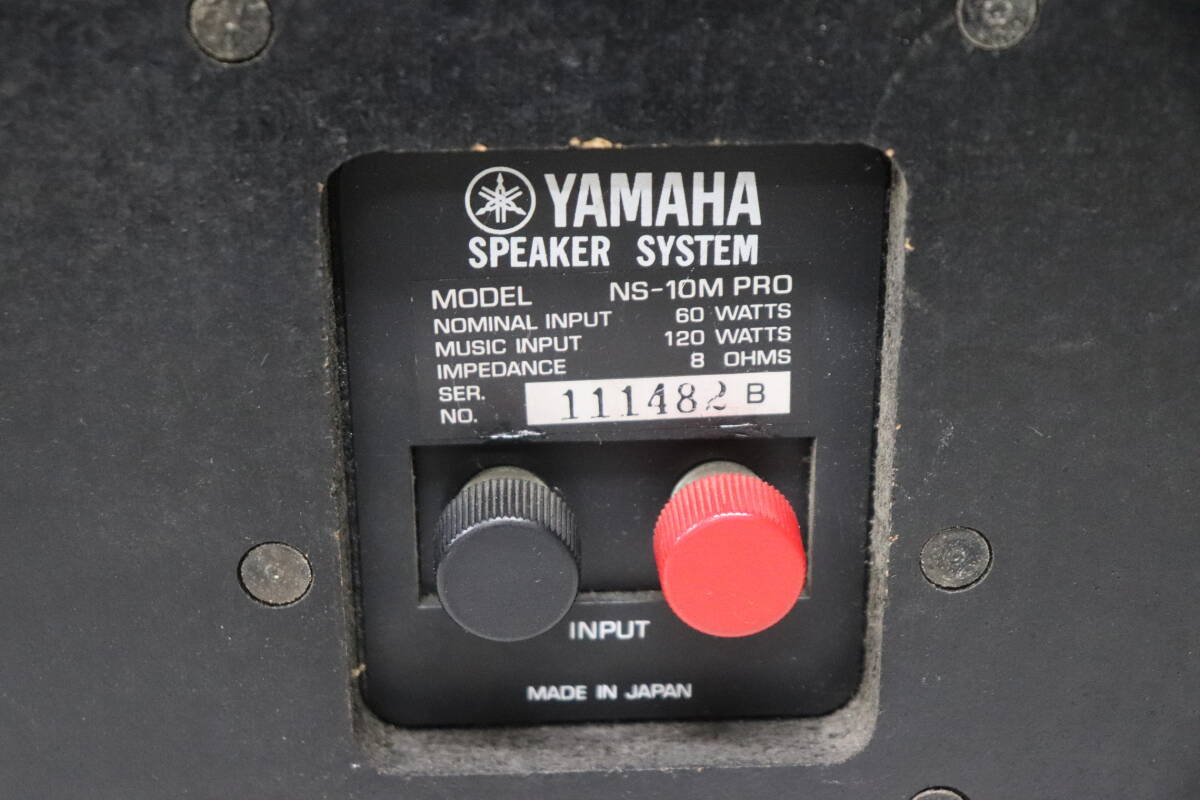 YAMAHA
SPEAKER SYSTEM
MODEL NS-10M PRO
NOMINAL INPUT 60 WATTS
MUSIC INPUT 120 WATTS
IMPEDANCE 8 OHMS
SER.
NO. 111482 B
INPUT
MADE IN JAPAN